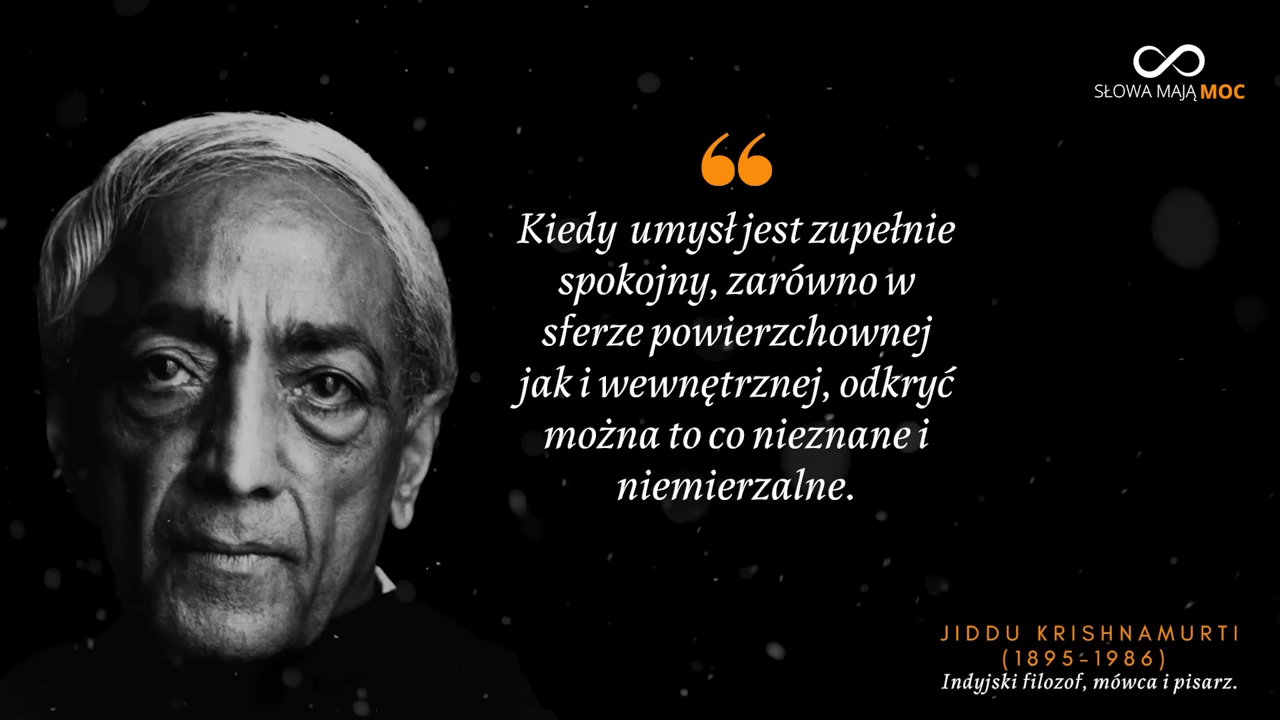 SŁOWA MAJĄ MOC
“
Kiedy umysł jest zupełnie
spokojny, zarówno w
sferze powierzchownej
jak i wewnętrznej, odkryć
można to co nieznane i
niemierzalne.
JIDDU KRISHNAMURTI
(1895-1986)
Indyjski filozof, mówca i pisarz.